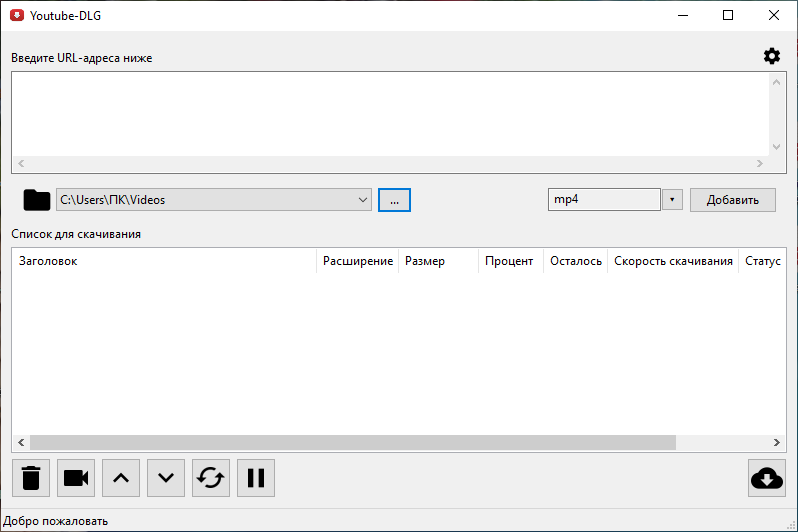 Youtube-DLG
Введите URL-адреса ниже
C:\Users\ПК\Videos ... mp4 Добавить
Список для скачивания
Заголовок Расширение Размер Процент Осталось Скорость скачивания Статус
Добро пожаловать